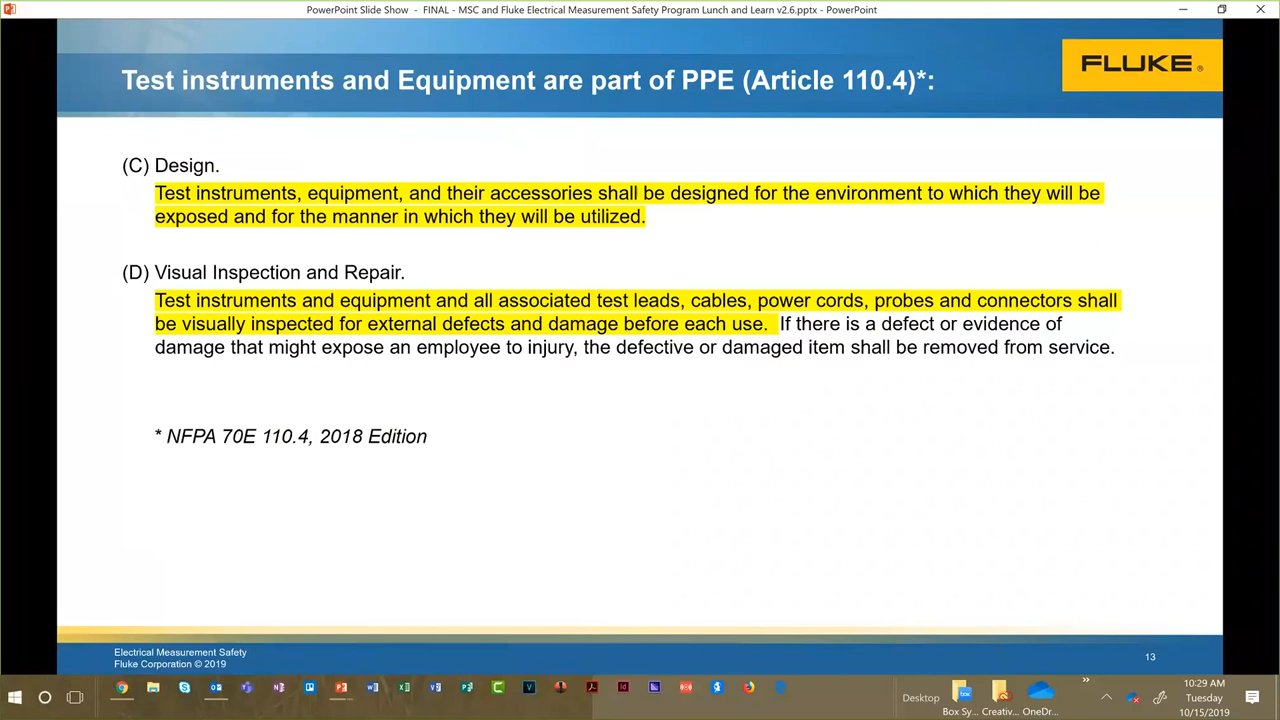 PowerPoint Slide Show - FINAL - MSC and Fluke Electrical Measurement Safety Program Lunch and Learn v2.6.pptx - PowerPoint
Test instruments and Equipment are part of PPE (Article 110.4)*:
FLUKE®
(C) Design.
Test instruments, equipment, and their accessories shall be designed for the environment to which they will be
exposed and for the manner in which they will be utilized.
(D) Visual Inspection and Repair.
Test instruments and equipment and all associated test leads, cables, power cords, probes and connectors shall
be visually inspected for external defects and damage before each use. If there is a defect or evidence of
damage that might expose an employee to injury, the defective or damaged item shall be removed from service.
* NFPA 70E 110.4, 2018 Edition
Electrical Measurement Safety
Fluke Corporation © 2019
13
Desktop
Box Sy...
Creativ...
OneDr...
10:29 AM
Tuesday
10/15/2019